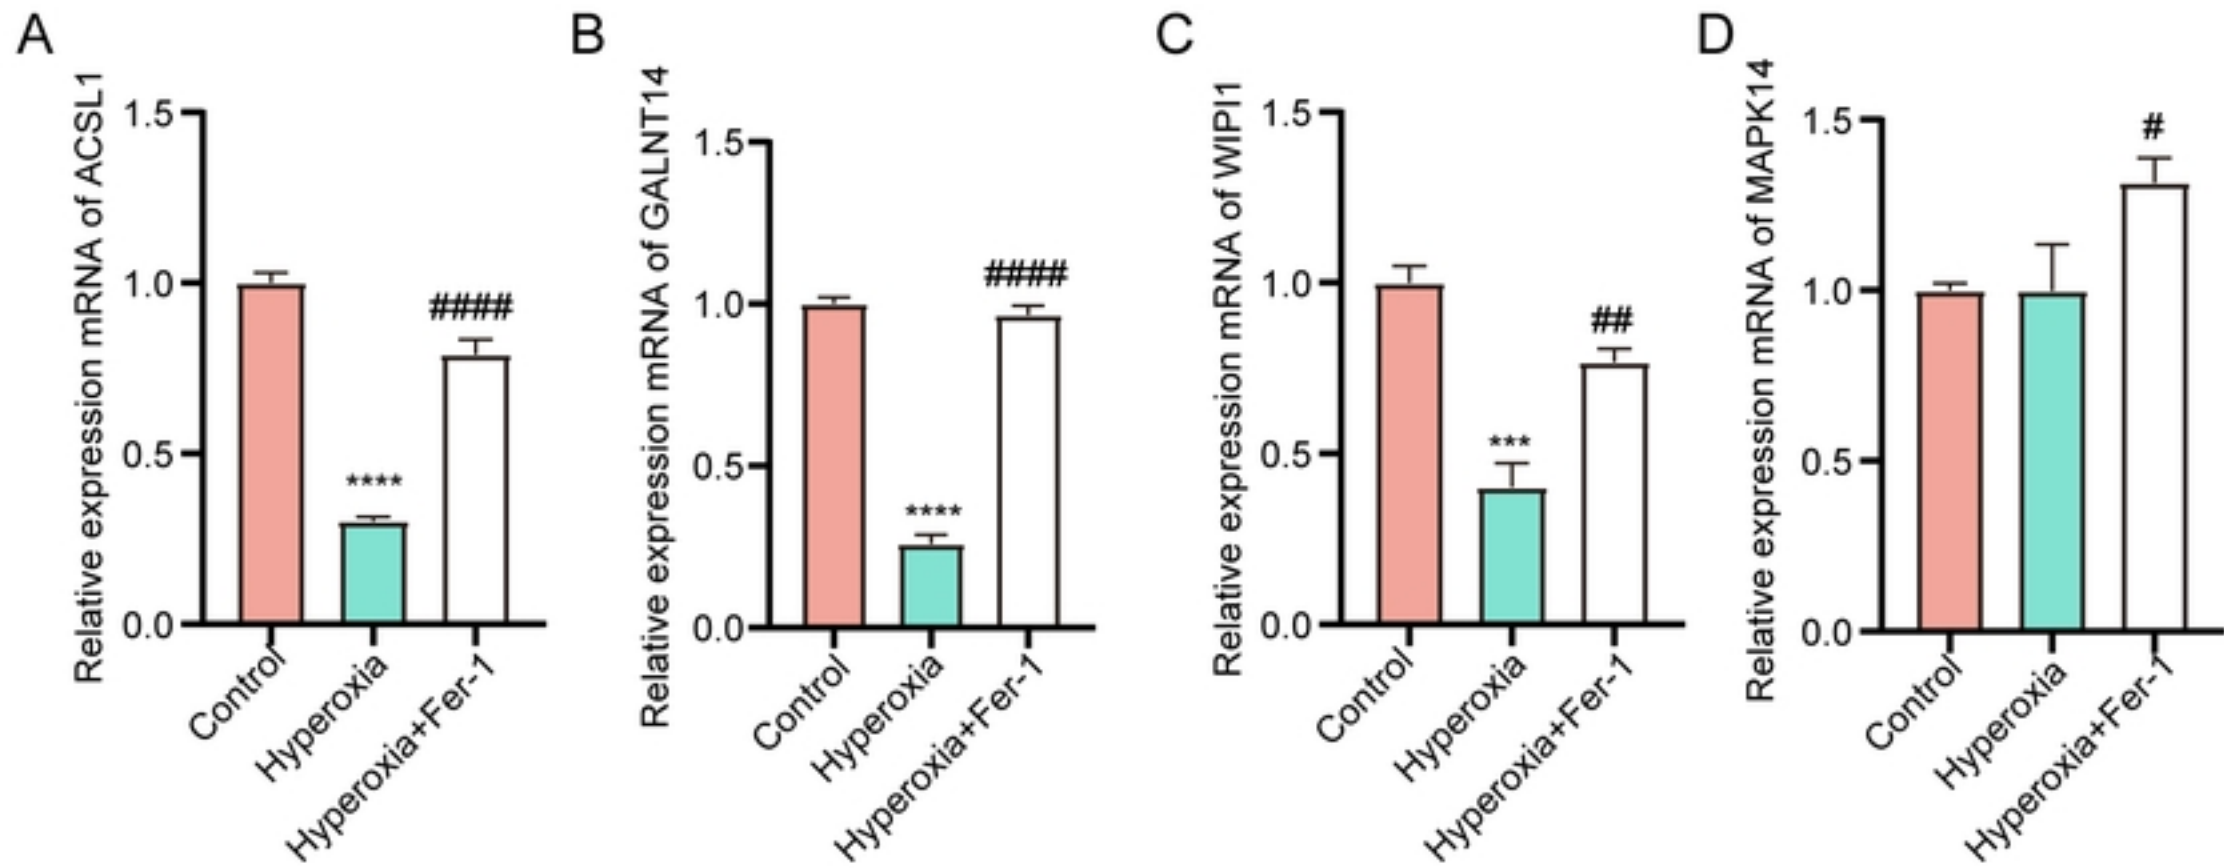 A
Relative expression mRNA of ACSL1
1.5
1.0
0.5
0.0
####
****
Control
Hyperoxia
Hyperoxia+Fer-1
B
Relative expression mRNA of GALNT14
1.5
1.0
0.5
0.0
####
****
Control
Hyperoxia
Hyperoxia+Fer-1
C
Relative expression mRNA of WIPI1
1.5
1.0
0.5
0.0
##
***
Control
Hyperoxia
Hyperoxia+Fer-1
D
Relative expression mRNA of MAPK14
1.5
1.0
0.5
0.0
#
Control
Hyperoxia
Hyperoxia+Fer-1